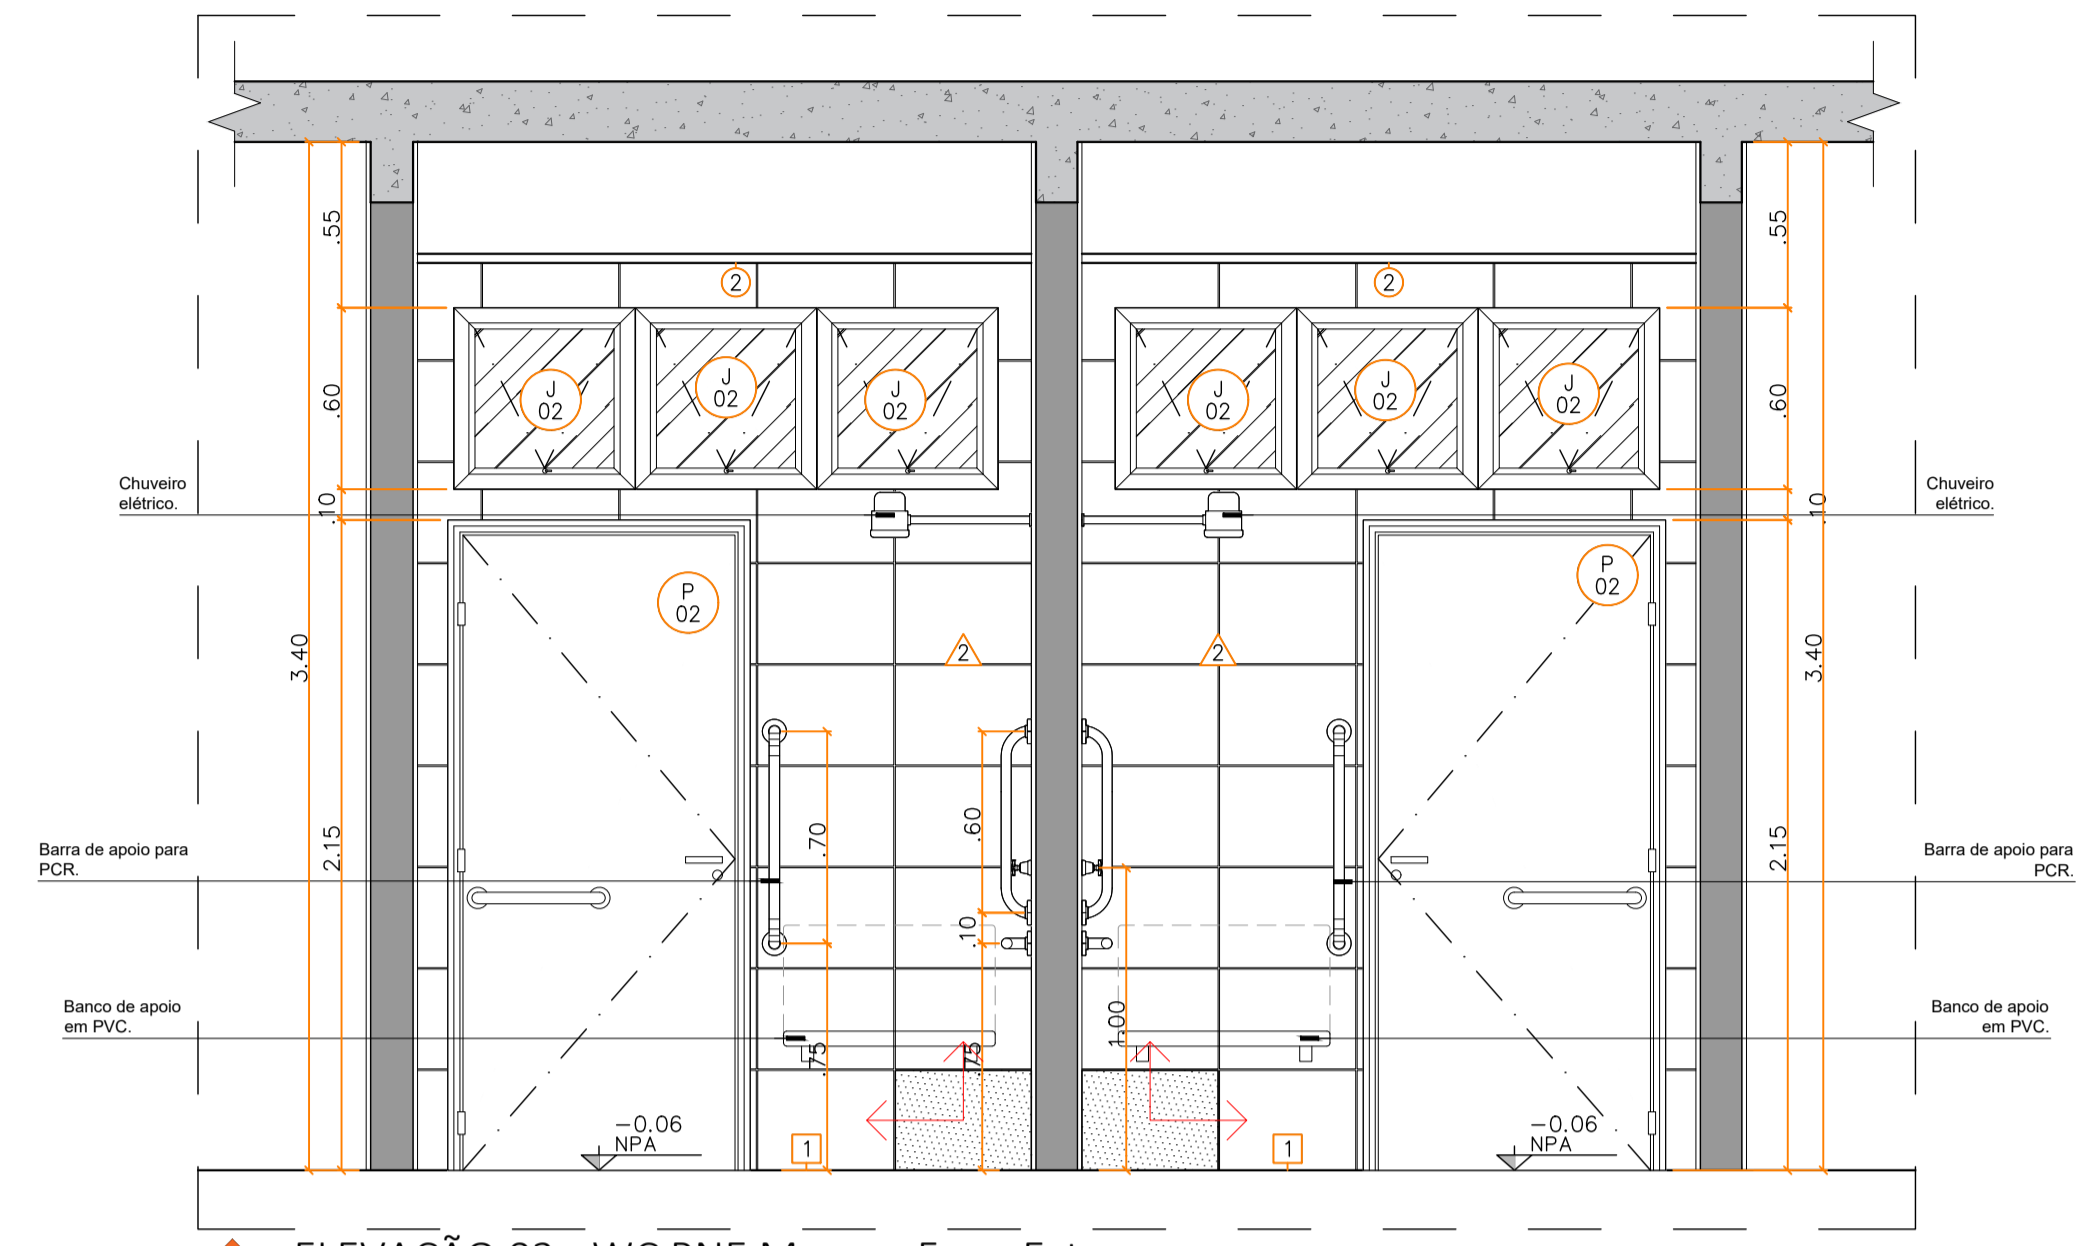 .55
.55
2
2
.60
.60
J
02
J
02
J
02
J
02
J
02
J
02
Chuveiro
elétrico.
.10
.10
Chuveiro
elétrico.
P
02
P
02
3.40
2
2
3.40
2.15
.70
.60
2.15
Barra de apoio para
PCR.
Barra de apoio para
PCR.
.10
Banco de apoio
em PVC.
.75
.75
1.00
Banco de apoio
em PVC.
-0.06
NPA
1
1
-0.06
NPA